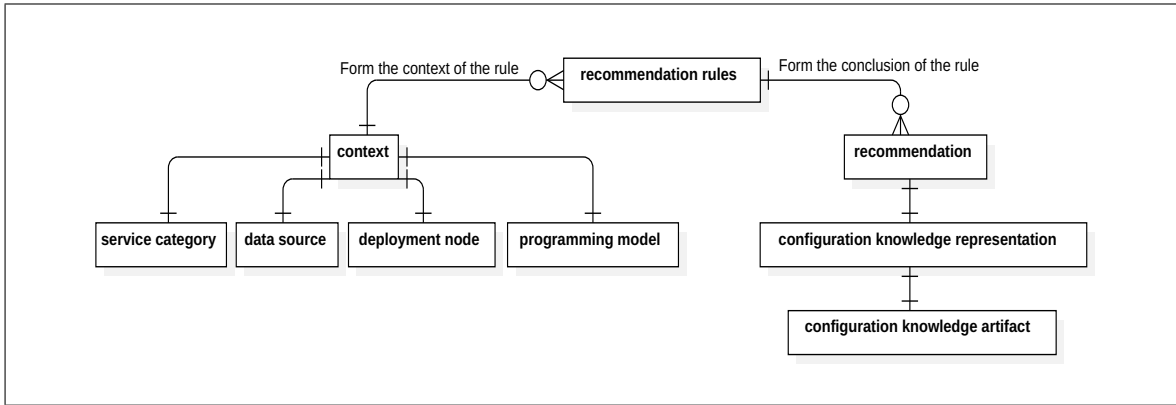 Form the context of the rule
recommendation rules
Form the conclusion of the rule
context
recommendation
service category
data source
deployment node
programming model
configuration knowledge representation
configuration knowledge artifact